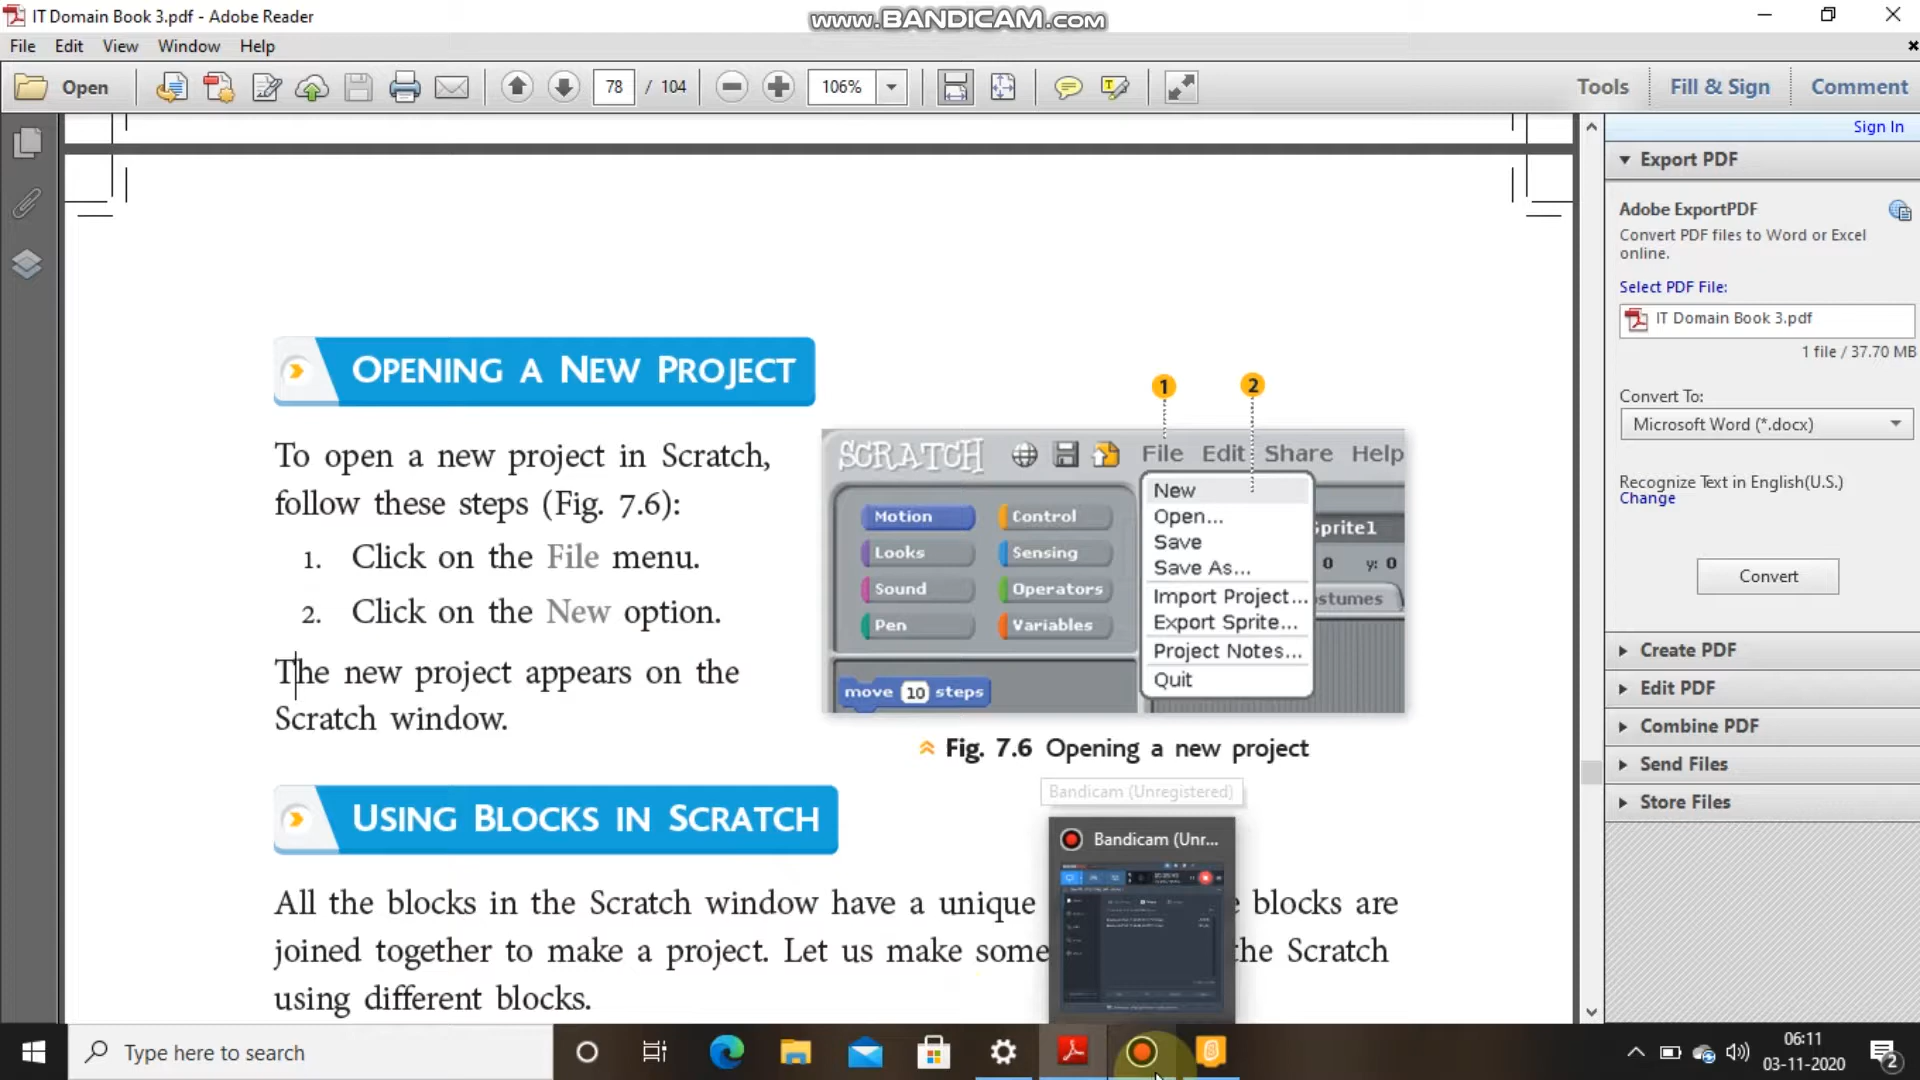 IT Domain Book 3.pdf - Adobe Reader
www.BANDICAM.com
File Edit View Window Help
Open
78 / 104
106%
Tools
Fill & Sign
Comment
Sign In
Export PDF
Adobe ExportPDF
Convert PDF files to Word or Excel
online.
Select PDF File:
IT Domain Book 3.pdf
1 file / 37.70 MB
Convert To:
Microsoft Word (*.docx)
Recognize Text in English(U.S.)
Change
Convert
Create PDF
Edit PDF
Combine PDF
Send Files
Store Files
OPENING A NEW PROJECT
To open a new project in Scratch,
follow these steps (Fig. 7.6):
1. Click on the File menu.
2. Click on the New option.
The new project appears on the
Scratch window.
1 2
SCRATCH File Edit Share Help
Motion Control
Looks Sensing
Sound Operators
Pen Variables
move 10 steps
New
Open...
Save
Save As...
Import Project...
Export Sprite...
Project Notes...
Quit
Sprite1
0 y: 0
ostumes
Fig. 7.6 Opening a new project
Bandicam (Unregistered)
Bandicam (Unr...
USING BLOCKS IN SCRATCH
All the blocks in the Scratch window have a unique e blocks are
joined together to make a project. Let us make some the Scratch
using different blocks.
Type here to search
06:11
03-11-2020
2